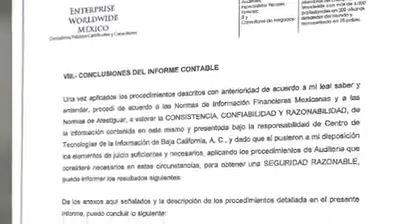 ENTERPRISE
WORLDWIDE
MEXICO
VIII.- CONCLUSIONES DEL INFORME CONTABLE
Una vez aplicados los procedimientos descritos con anterioridad de acuerdo a mi leal saber y
entender, procedí de acuerdo a las Normas de Información Financieras Mexicanas y a las
Normas de Atestiguar, a valorar la CONSISTENCIA, CONFIABILIDAD Y RAZONABILIDAD, de
la información contenida en este mismo y presentada bajo la responsabilidad de Centro de
Tecnologías de la Información de Baja California, A, C., y dado que si pusieron a mi disposición
los elementos de juicio suficientes y necesarios, aplicando los procedimientos de Auditoria que
consideré necesarios en estas circunstancias, para obtener una SEGURIDAD RAZONABLE,
puedo informar los resultados siguientes:
De los anexos aquí señalados y la descripción de los procedimientos detallada en el presente
informe, puedo concluir lo siguiente: